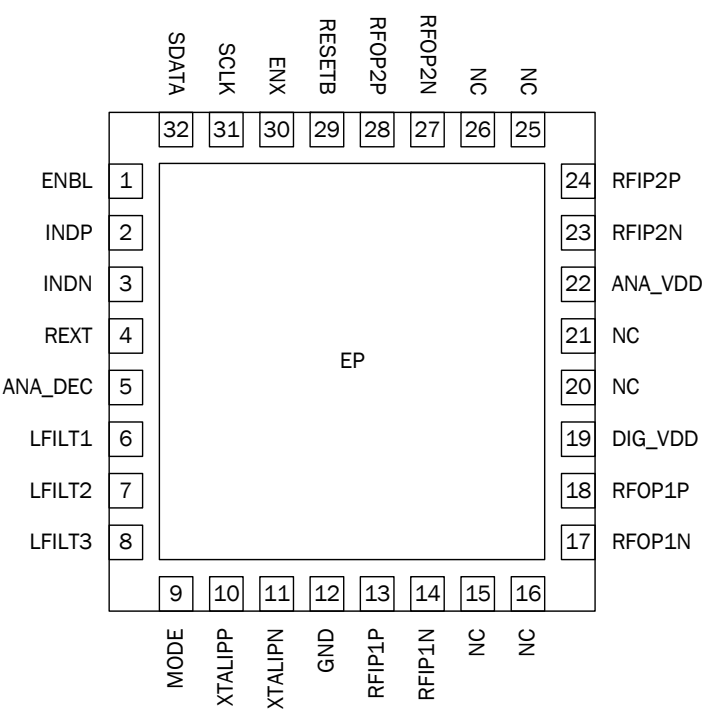 SDATA SCLK ENX RESETB RFOP2P RFOP2N NC NC
32 31 30 29 28 27 26 25
ENBL 1 24 RFIP2P
INDP 2 23 RFIP2N
INDN 3 22 ANA_VDD
REXT 4 21 NC
EP
ANA_DEC 5 20 NC
LFILT1 6 19 DIG_VDD
LFILT2 7 18 RFOP1P
LFILT3 8 17 RFOP1N
9 10 11 12 13 14 15 16
MODE XTALIPP XTALIPN GND RFIP1P RFIP1N NC NC